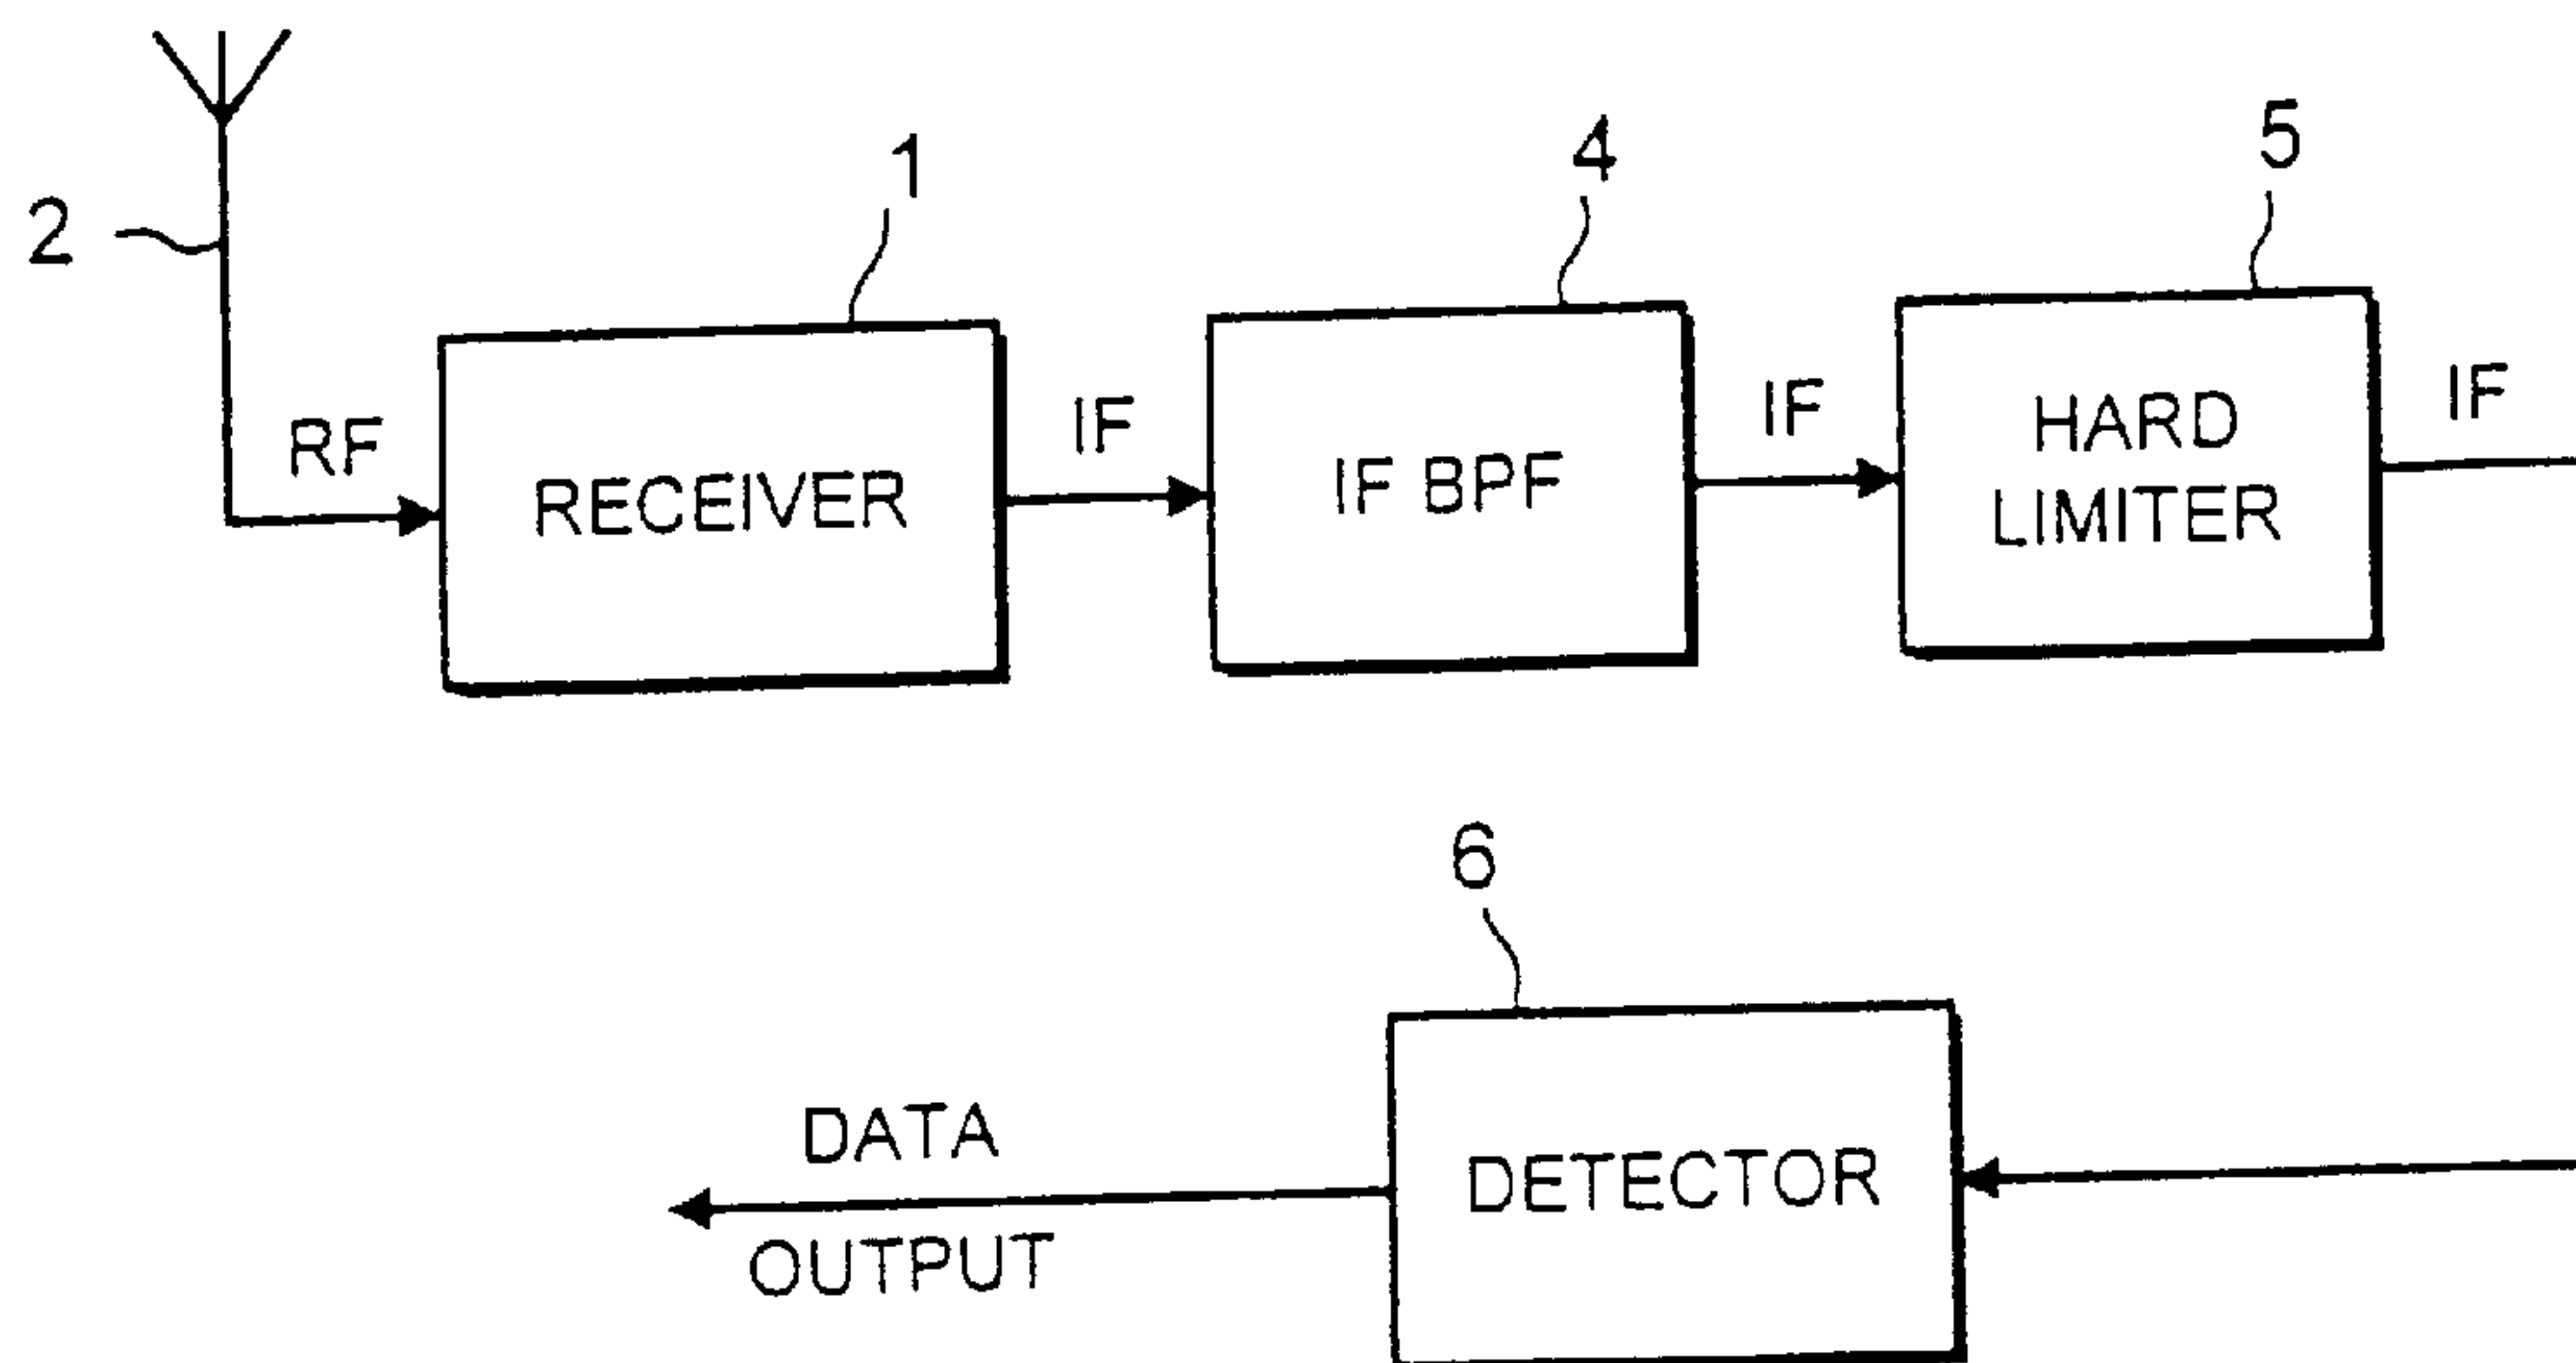 1
4
5
2
RF
IF
IF
IF
RECEIVER
IF BPF
HARD
LIMITER
6
DATA
OUTPUT
DETECTOR